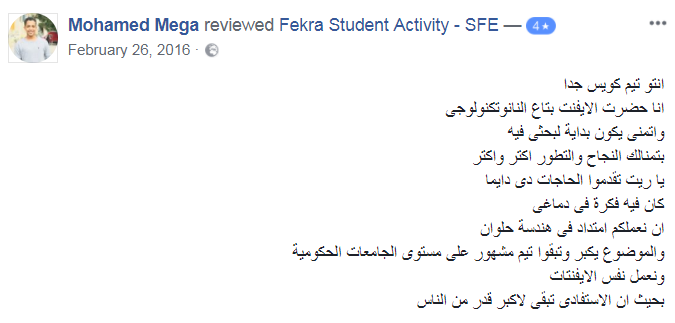 Mohamed Mega reviewed Fekra Student Activity - SFE — 4★
February 26, 2016 ·
انتو تيم كويس جدا
انا حضرت الايفنت بتاع النانوتكنولوجى
واتمنى يكون بداية لبحثى فيه
بتمنالك النجاح والتطور اكتر واكتر
يا ريت تقدموا الحاجات دى دايما
كان فيه فكرة فى دماغى
ان نعملكم امتداد فى هندسة حلوان
والموضوع يكبر وتبقوا تيم مشهور على مستوى الجامعات الحكومية
ونعمل نفس الايفنتات
بحيث ان الاستفادى تبقى لاكبر قدر من الناس